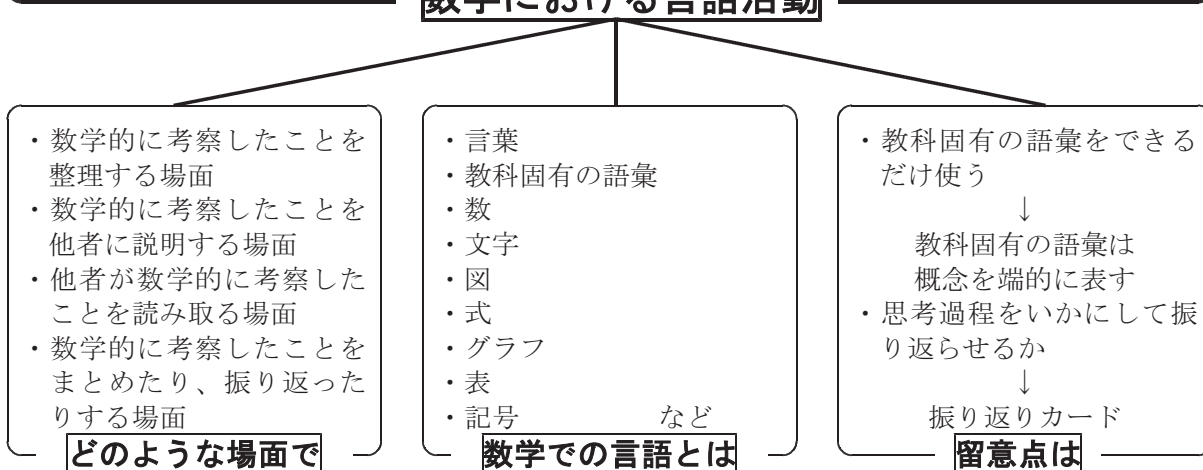 数学における言語活動
・数学的に考察したことを
整理する場面
・数学的に考察したことを
他者に説明する場面
・他者が数学的に考察した
ことを読み取る場面
・数学的に考察したことを
まとめたり、振り返った
りする場面
どのような場面で
・言葉
・教科固有の語彙
・数
・文字
・図
・式
・グラフ
・表
・記号 など
数学での言語とは
・教科固有の語彙をできる
だけ使う
↓
教科固有の語彙は
概念を端的に表す
・思考過程をいかにして振
り返らせるか
↓
振り返りカード
留意点は